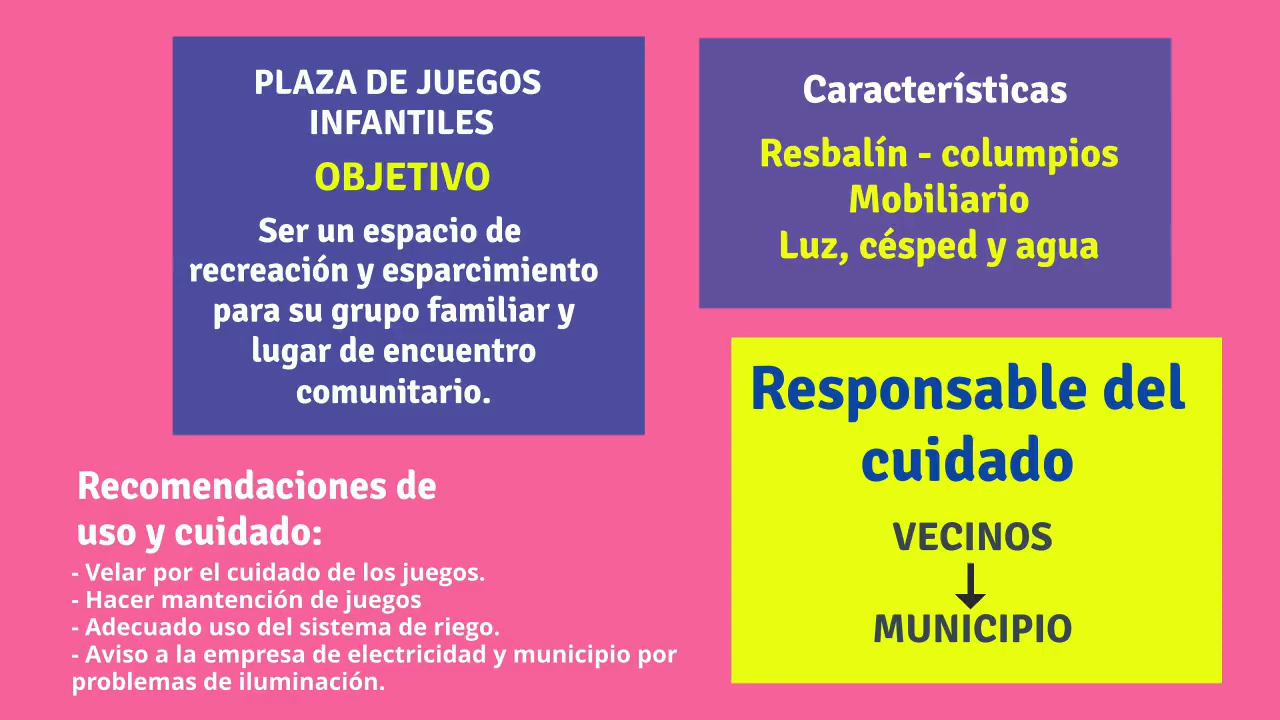 PLAZA DE JUEGOS
INFANTILES
OBJETIVO
Ser un espacio de
recreación y esparcimiento
para su grupo familiar y
lugar de encuentro
comunitario.
Características
Resbalín - columpios
Mobiliario
Luz, césped y agua
Responsable del
cuidado
VECINOS
MUNICIPIO
Recomendaciones de
uso y cuidado:
- Velar por el cuidado de los juegos.
- Hacer mantención de juegos
- Adecuado uso del sistema de riego.
- Aviso a la empresa de electricidad y municipio por
problemas de iluminación.